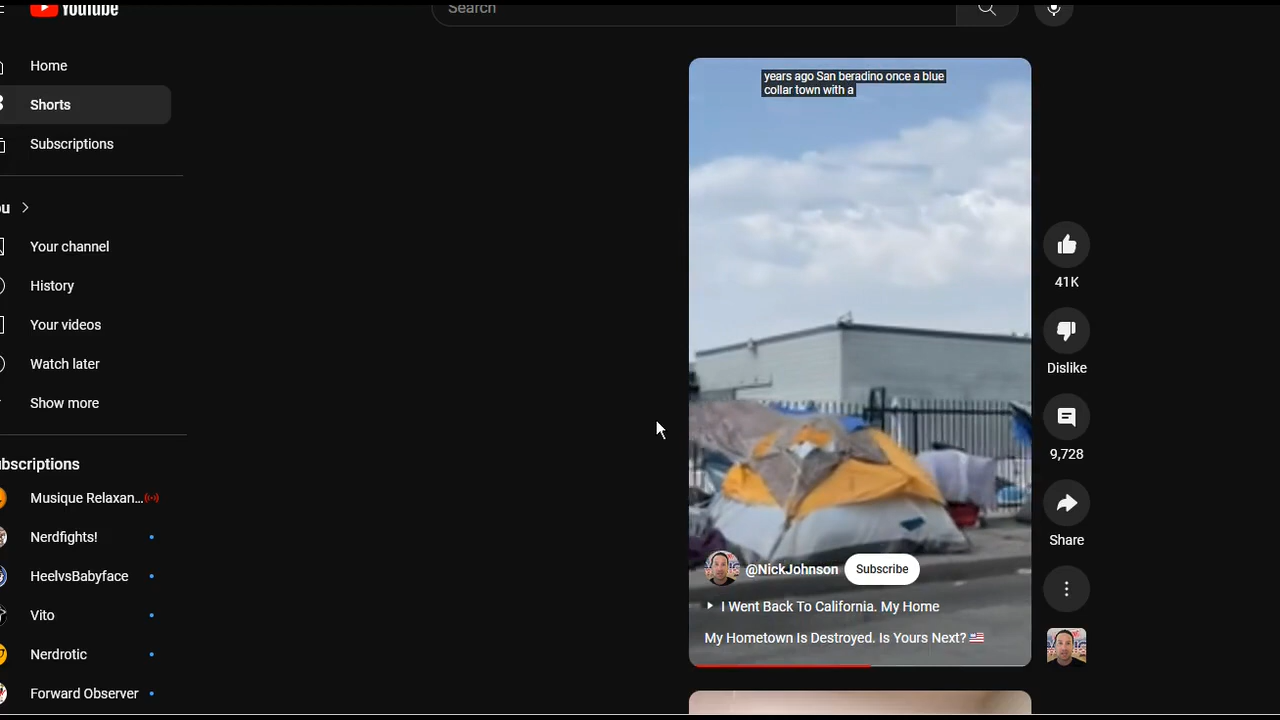 YouTube
Search
Home
Shorts
Subscriptions
ou
Your channel
History
Your videos
Watch later
Show more
bscriptions
Musique Relaxan...
Nerdfights!
HeelvsBabyface
Vito
Nerdrotic
Forward Observer
years ago San beradino once a blue
collar town with a
@NickJohnson
Subscribe
I Went Back To California. My Home
My Hometown Is Destroyed. Is Yours Next?
41K
Dislike
9,728
Share